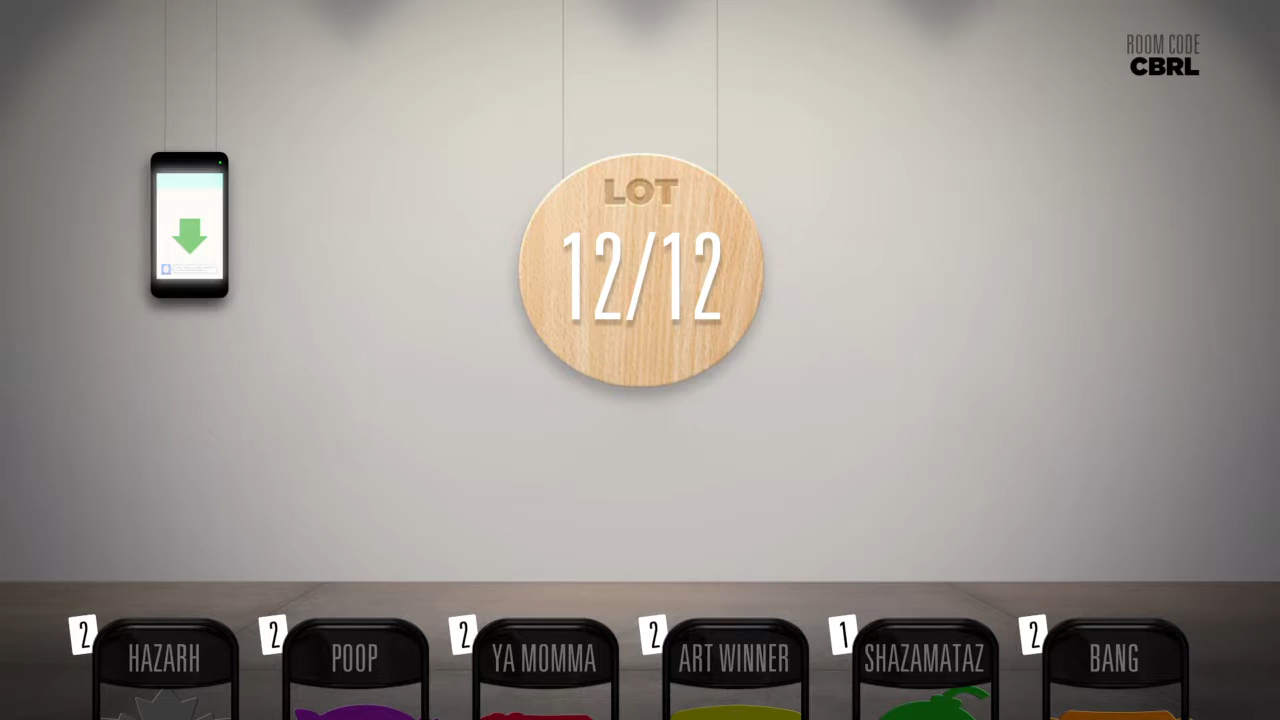 ROOM CODE
CBRL
LOT
12/12
2 HAZARH
2 POOP
2 YA MOMMA
2 ART WINNER
1 SHAZAMATAZ
2 BANG